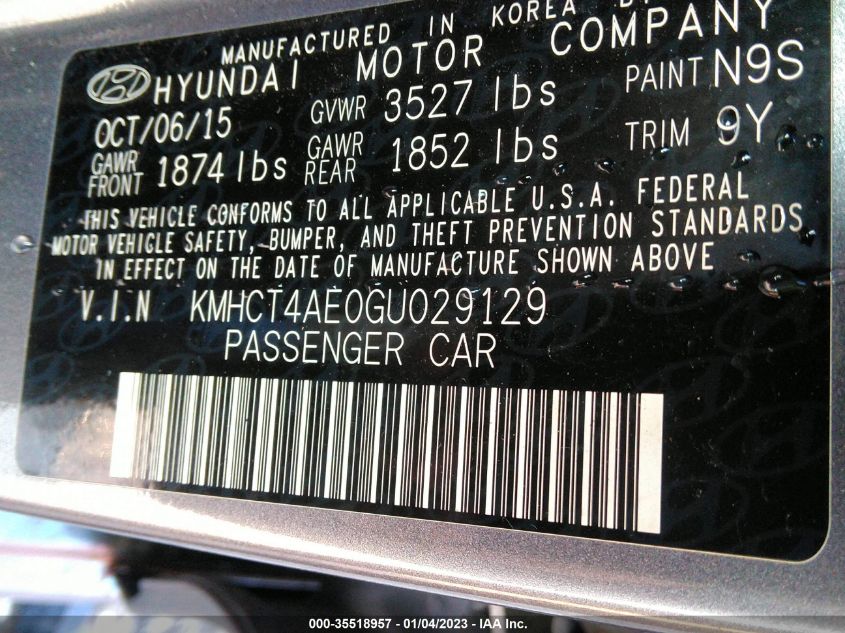 MANUFACTURED IN KOREA BY
HYUNDAI MOTOR COMPANY
OCT/06/15 GVWR 3527 lbs PAINT N9S
GAWR FRONT 1874 lbs GAWR REAR 1852 lbs TRIM 9Y
THIS VEHICLE CONFORMS TO ALL APPLICABLE U.S.A. FEDERAL
MOTOR VEHICLE SAFETY, BUMPER, AND THEFT PREVENTION STANDARDS
IN EFFECT ON THE DATE OF MANUFACTURE SHOWN ABOVE
V.I.N KMHCT4AE0GU029129
PASSENGER CAR
000-35518957 - 01/04/2023 - IAA Inc.